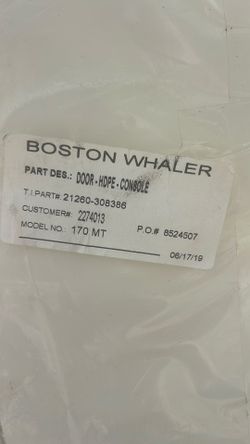 BOSTON WHALER
PART DES.: DOOR-HDPE-CONSOLE
T.I.PART# 21260-308386
CUSTOMER#: 2274013
P.O.# 8524507
MODEL NO.: 170 MT
06/17/19